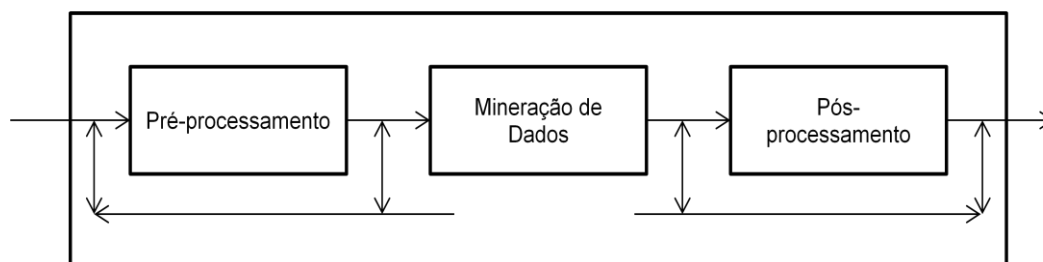 Pré-processamento
Mineração de
Dados
Pós-
processamento